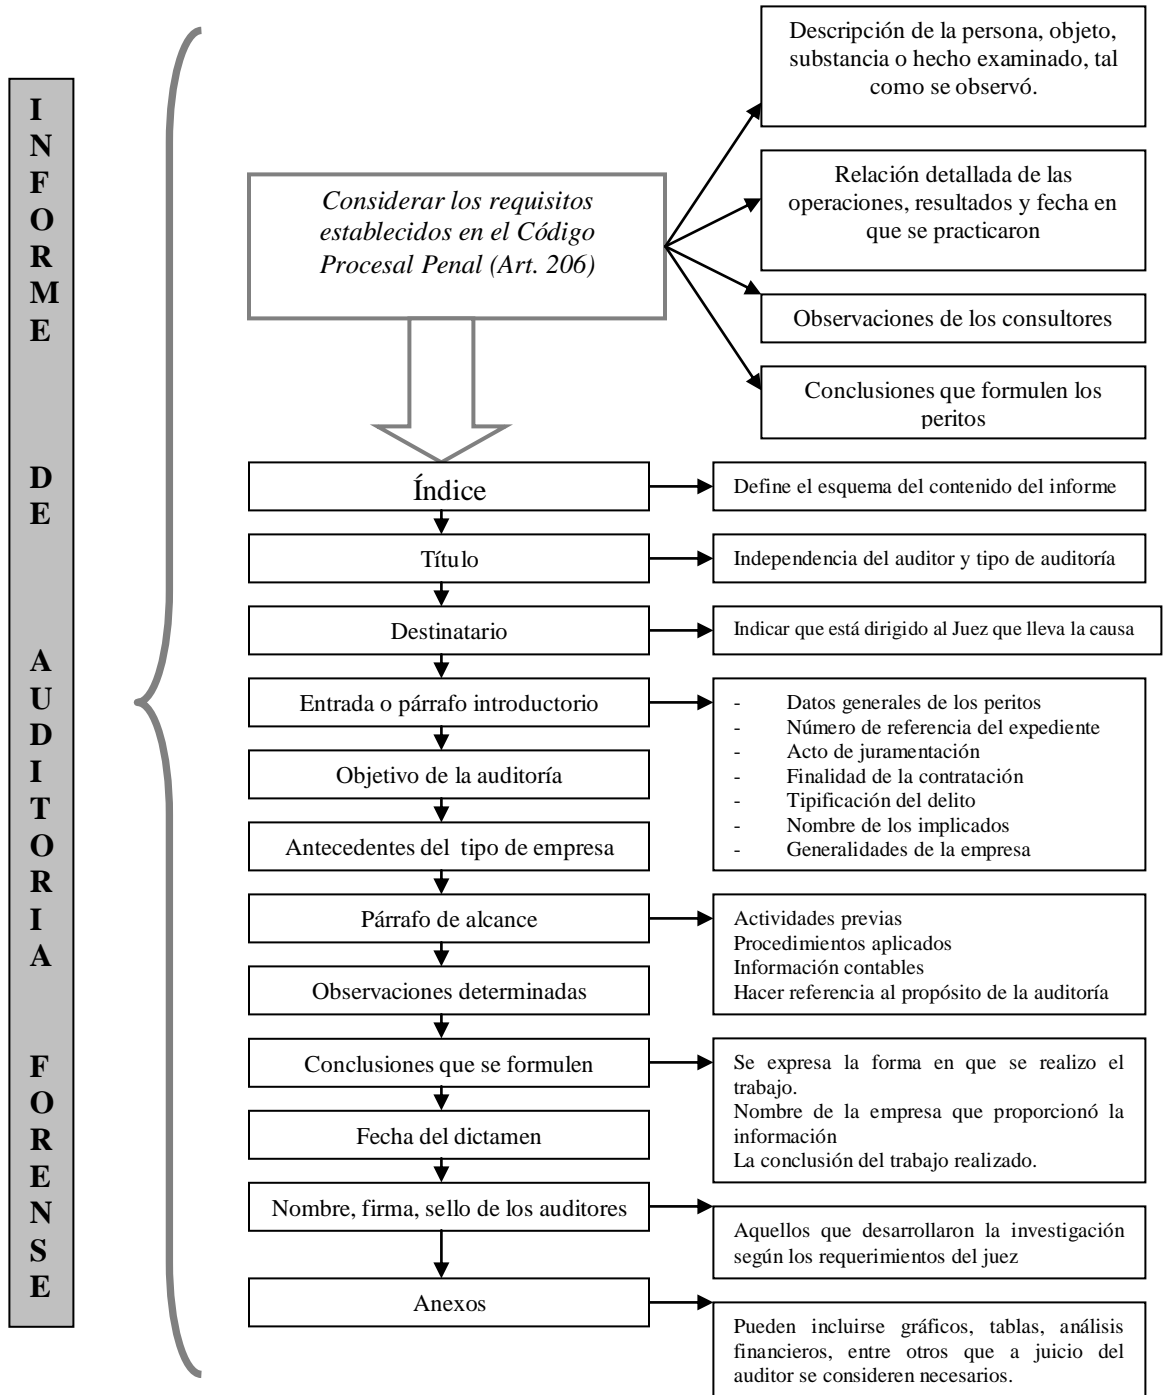 INFORME
DE
AUDITORIA
FORENSE
Considerar los requisitos
establecidos en el Código
Procesal Penal (Art. 206)
Descripción de la persona, objeto,
substancia o hecho examinado, tal
como se observó.
Relación detallada de las
operaciones, resultados y fecha en
que se practicaron
Observaciones de los consultores
Conclusiones que formulen los
peritos
Índice
Define el esquema del contenido del informe
Título
Independencia del auditor y tipo de auditoría
Destinatario
Indicar que está dirigido al Juez que lleva la causa
Entrada o párrafo introductorio
- Datos generales de los peritos
- Número de referencia del expediente
- Acto de juramentación
- Finalidad de la contratación
- Tipificación del delito
- Nombre de los implicados
- Generalidades de la empresa
Objetivo de la auditoría
Antecedentes del tipo de empresa
Párrafo de alcance
Actividades previas
Procedimientos aplicados
Información contables
Hacer referencia al propósito de la auditoría
Observaciones determinadas
Conclusiones que se formulen
Se expresa la forma en que se realizo el
trabajo.
Nombre de la empresa que proporcionó la
información
La conclusión del trabajo realizado.
Fecha del dictamen
Nombre, firma, sello de los auditores
Aquellos que desarrollaron la investigación
según los requerimientos del juez
Anexos
Pueden incluirse gráficos, tablas, análisis
financieros, entre otros que a juicio del
auditor se consideren necesarios.